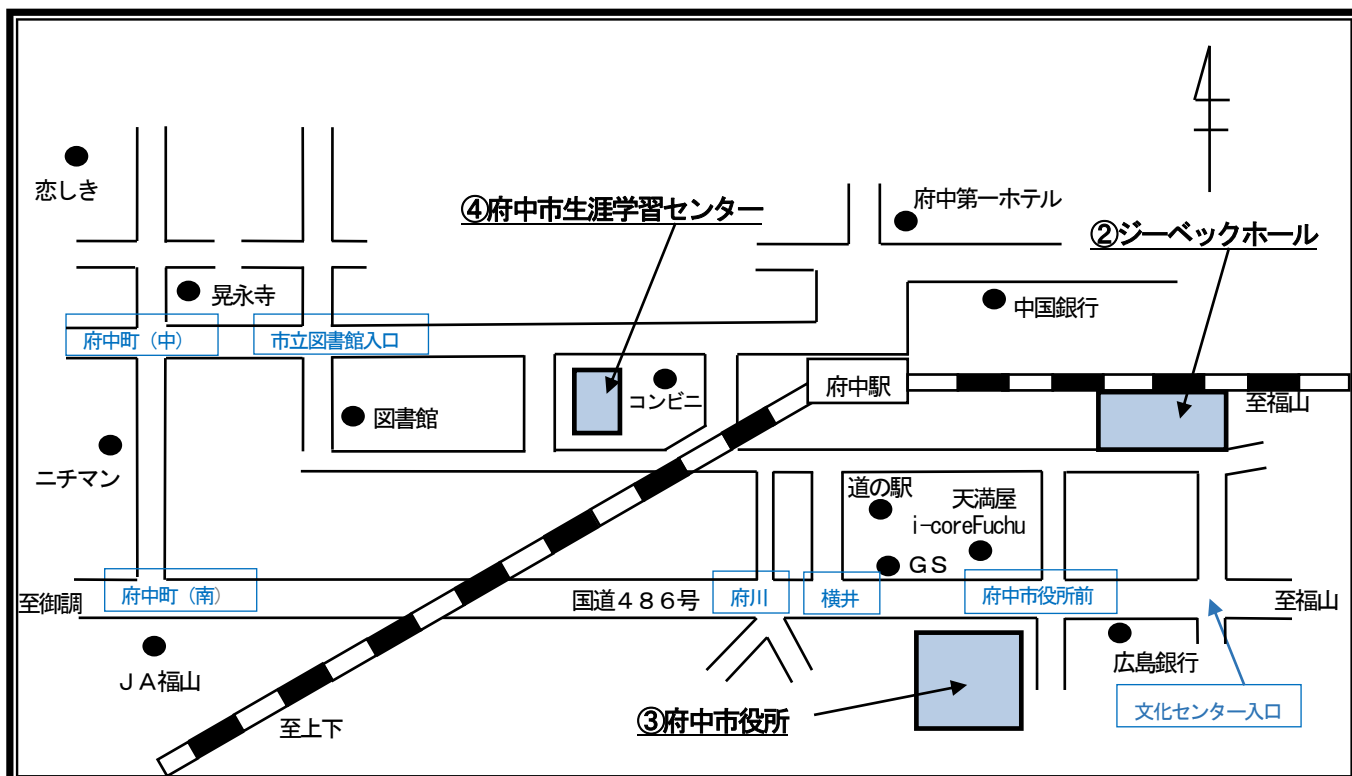 恋しき
④府中市生涯学習センター
府中第一ホテル
②ジーベックホール
晃永寺
中国銀行
府中町（中）
市立図書館入口
府中駅
コンビニ
至福山
図書館
ニチマン
道の駅
天満屋
i-coreFuchu
ＧＳ
至御調
府中町（南）
国道４８６号
府川
横井
府中市役所前
至福山
ＪＡ福山
広島銀行
③府中市役所
文化センター入口
至上下